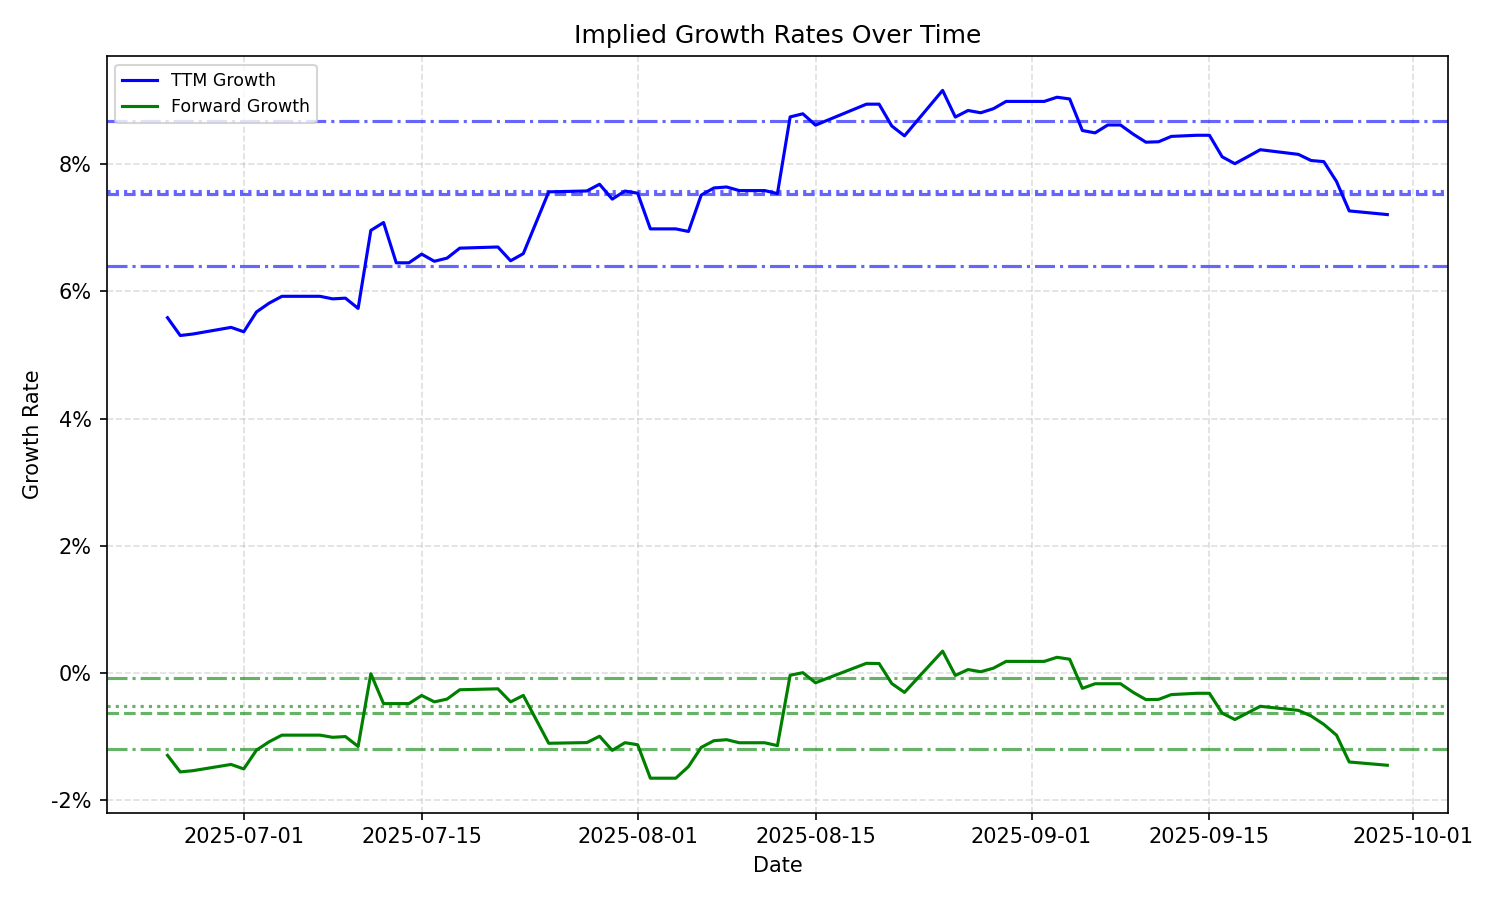 Implied Growth Rates Over Time
TTM Growth
Forward Growth
Growth Rate
8%
6%
4%
2%
0%
-2%
2025-07-01
2025-07-15
2025-08-01
2025-08-15
2025-09-01
2025-09-15
2025-10-01
Date